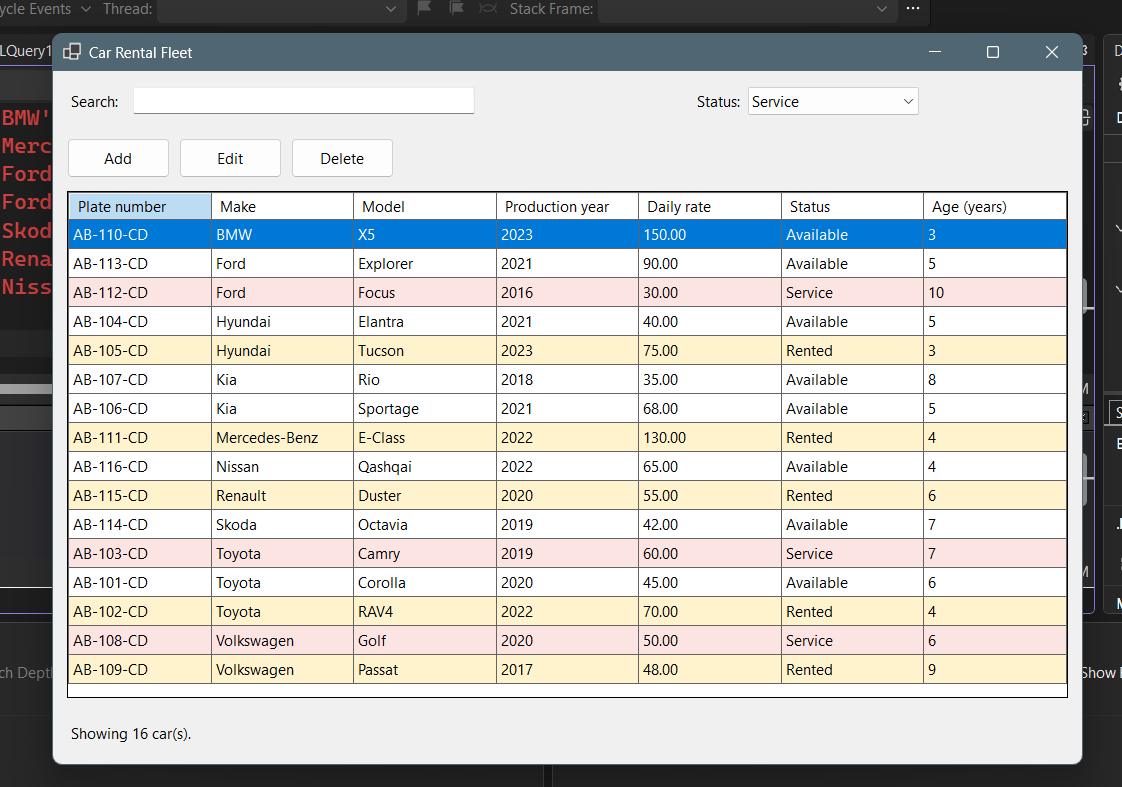 cycle Events Thread: Stack Frame: ...
LQuery1
Car Rental Fleet
Search: Status: Service
Add Edit Delete
BMW'
Merc
Ford
Ford
Skod
Rena
Niss
Plate number Make Model Production year Daily rate Status Age (years)
AB-110-CD BMW X5 2023 150.00 Available 3
AB-113-CD Ford Explorer 2021 90.00 Available 5
AB-112-CD Ford Focus 2016 30.00 Service 10
AB-104-CD Hyundai Elantra 2021 40.00 Available 5
AB-105-CD Hyundai Tucson 2023 75.00 Rented 3
AB-107-CD Kia Rio 2018 35.00 Available 8
AB-106-CD Kia Sportage 2021 68.00 Available 5
AB-111-CD Mercedes-Benz E-Class 2022 130.00 Rented 4
AB-116-CD Nissan Qashqai 2022 65.00 Available 4
AB-115-CD Renault Duster 2020 55.00 Rented 6
AB-114-CD Skoda Octavia 2019 42.00 Available 7
AB-103-CD Toyota Camry 2019 60.00 Service 7
AB-101-CD Toyota Corolla 2020 45.00 Available 6
AB-102-CD Toyota RAV4 2022 70.00 Rented 4
AB-108-CD Volkswagen Golf 2020 50.00 Service 6
AB-109-CD Volkswagen Passat 2017 48.00 Rented 9
ch Dept
Show
Showing 16 car(s).